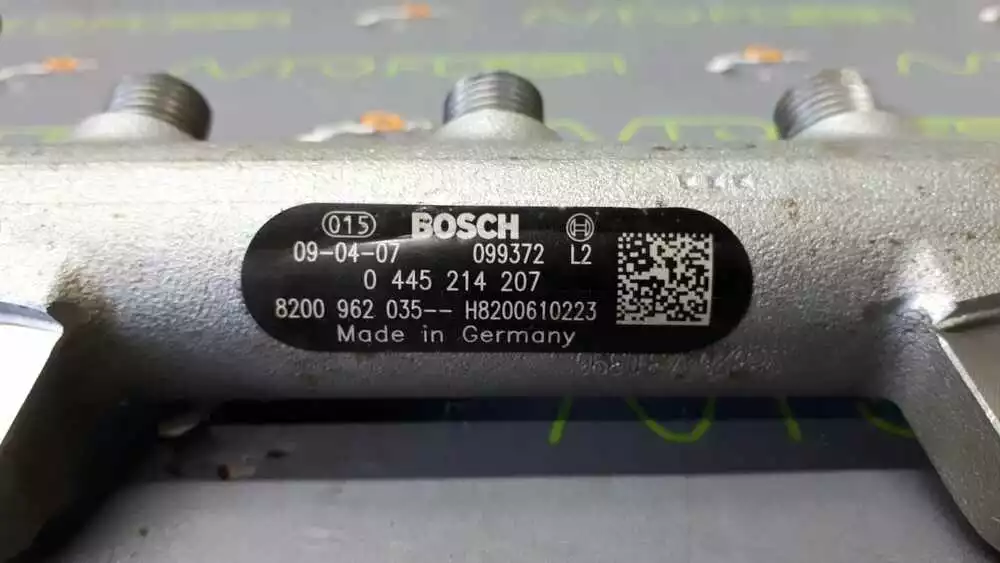 015 BOSCH
09-04-07 099372 L2
0 445 214 207
8200 962 035-- H8200610223
Made in Germany